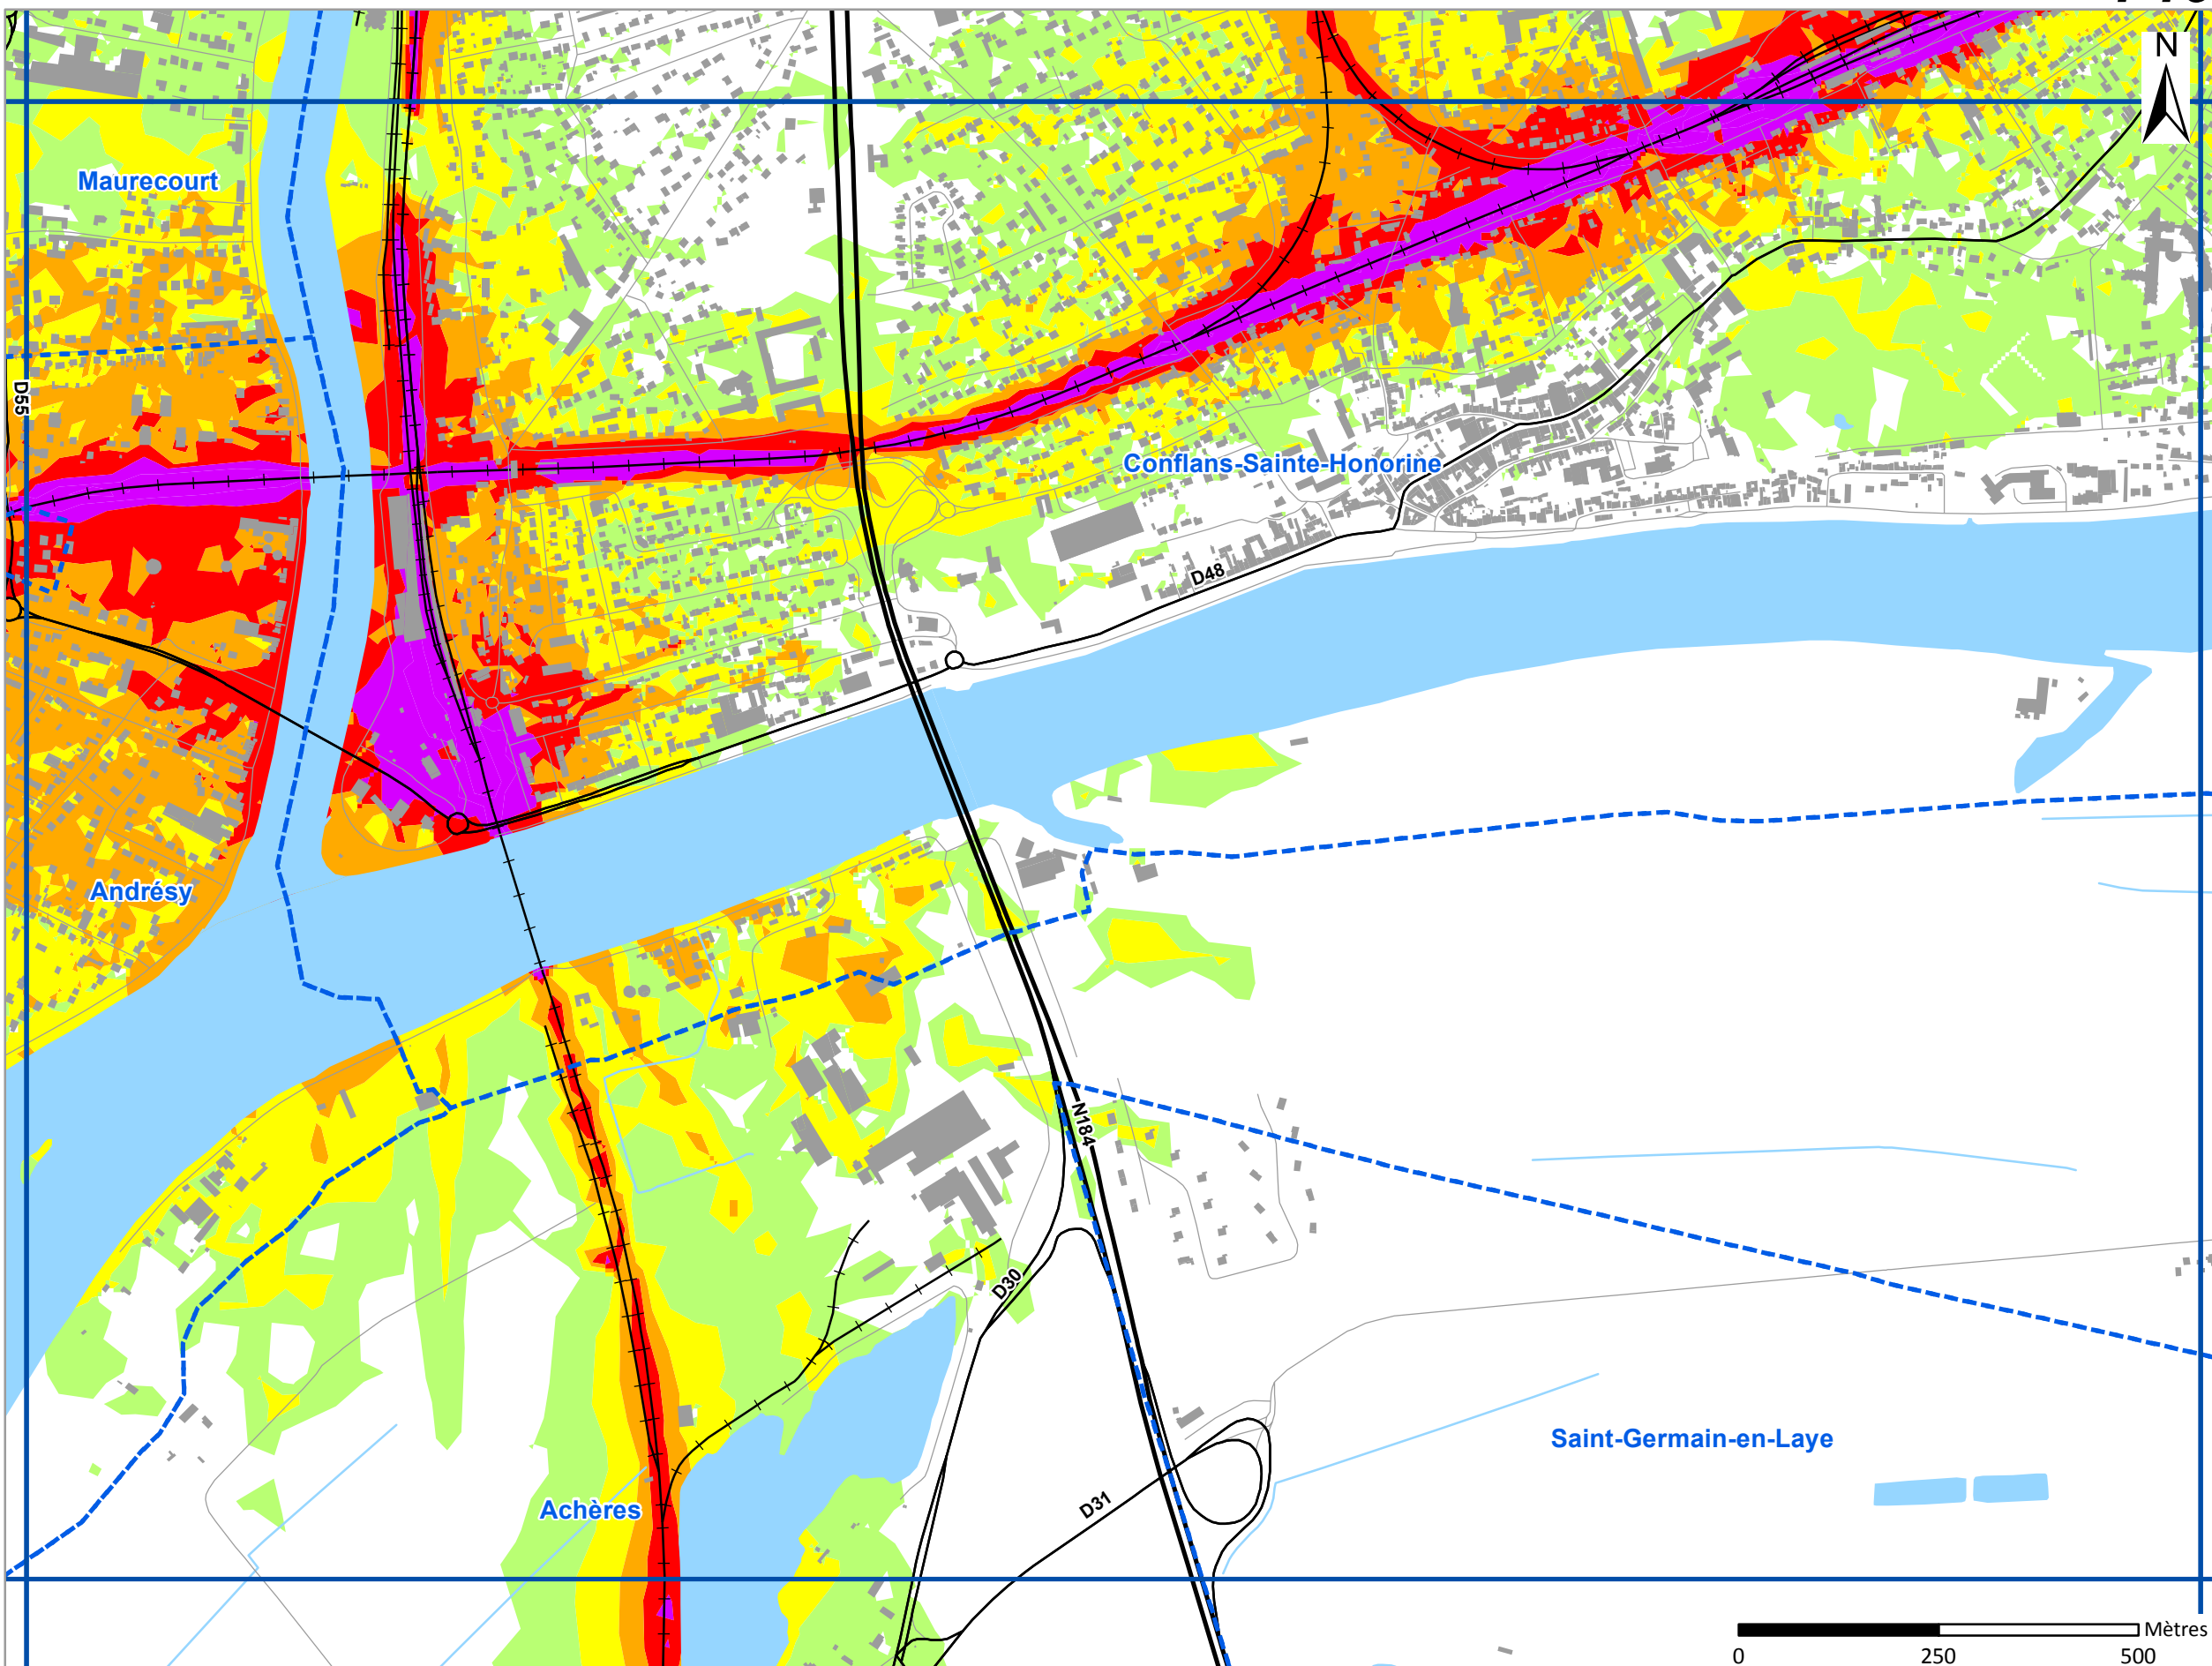 N
Maurecourt
D55
Conflans-Sainte-Honorine
D48
Andrésy
N184
D30
Saint-Germain-en-Laye
D31
Achères
Mètres
0 250 500